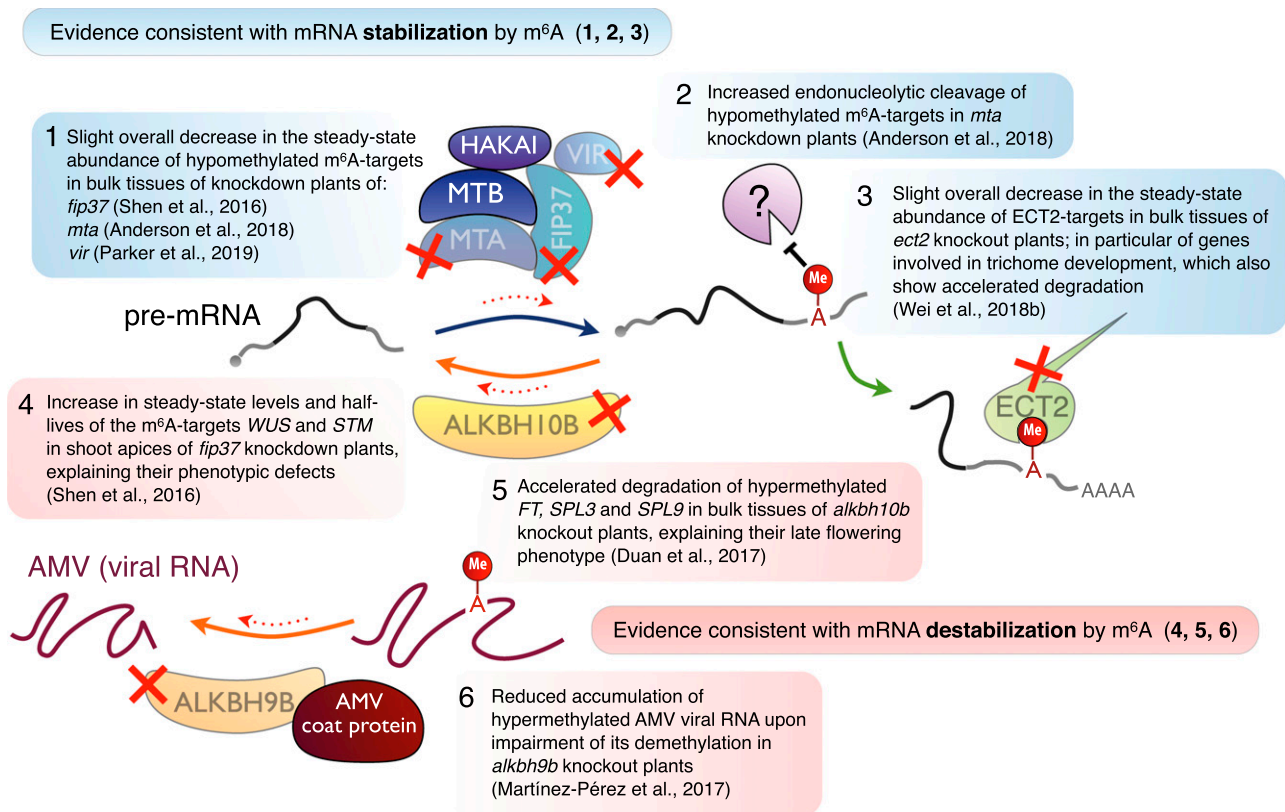 Evidence consistent with mRNA stabilization by m⁶A (1, 2, 3)
1 Slight overall decrease in the steady-state
abundance of hypomethylated m⁶A-targets
in bulk tissues of knockdown plants of:
fip37 (Shen et al., 2016)
mta (Anderson et al., 2018)
vir (Parker et al., 2019)
HAKAI
VIR
MTB
FIP37
MTA
2 Increased endonucleolytic cleavage of
hypomethylated m⁶A-targets in mta
knockdown plants (Anderson et al., 2018)
?
3 Slight overall decrease in the steady-state
abundance of ECT2-targets in bulk tissues of
ect2 knockout plants; in particular of genes
involved in trichome development, which also
show accelerated degradation
(Wei et al., 2018b)
pre-mRNA
Me
A
4 Increase in steady-state levels and half-
lives of the m⁶A-targets WUS and STM
in shoot apices of fip37 knockdown plants,
explaining their phenotypic defects
(Shen et al., 2016)
ALKBH10B
ECT2
Me
A
AAAA
5 Accelerated degradation of hypermethylated
FT, SPL3 and SPL9 in bulk tissues of alkbh10b
knockout plants, explaining their late flowering
phenotype (Duan et al., 2017)
AMV (viral RNA)
Me
A
Evidence consistent with mRNA destabilization by m⁶A (4, 5, 6)
ALKBH9B
AMV
coat protein
6 Reduced accumulation of
hypermethylated AMV viral RNA upon
impairment of its demethylation in
alkbh9b knockout plants
(Martínez-Pérez et al., 2017)